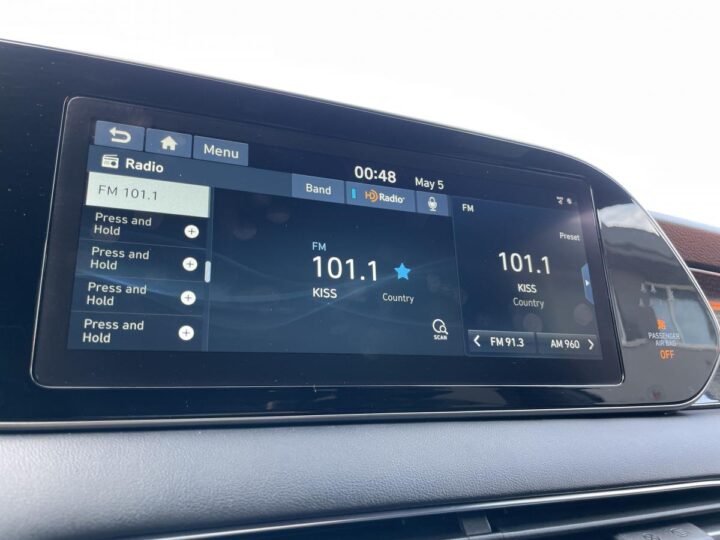 Menu
00:48
May 5
Radio
Band
HD Radio
FM 101.1
Press and
Hold
Press and
Hold
Press and
Hold
Press and
Hold
FM
101.1
KISS
Country
SCAN
FM
Preset
101.1
KISS
Country
FM 91.3
AM 960
PASSENGER
AIR BAG
OFF